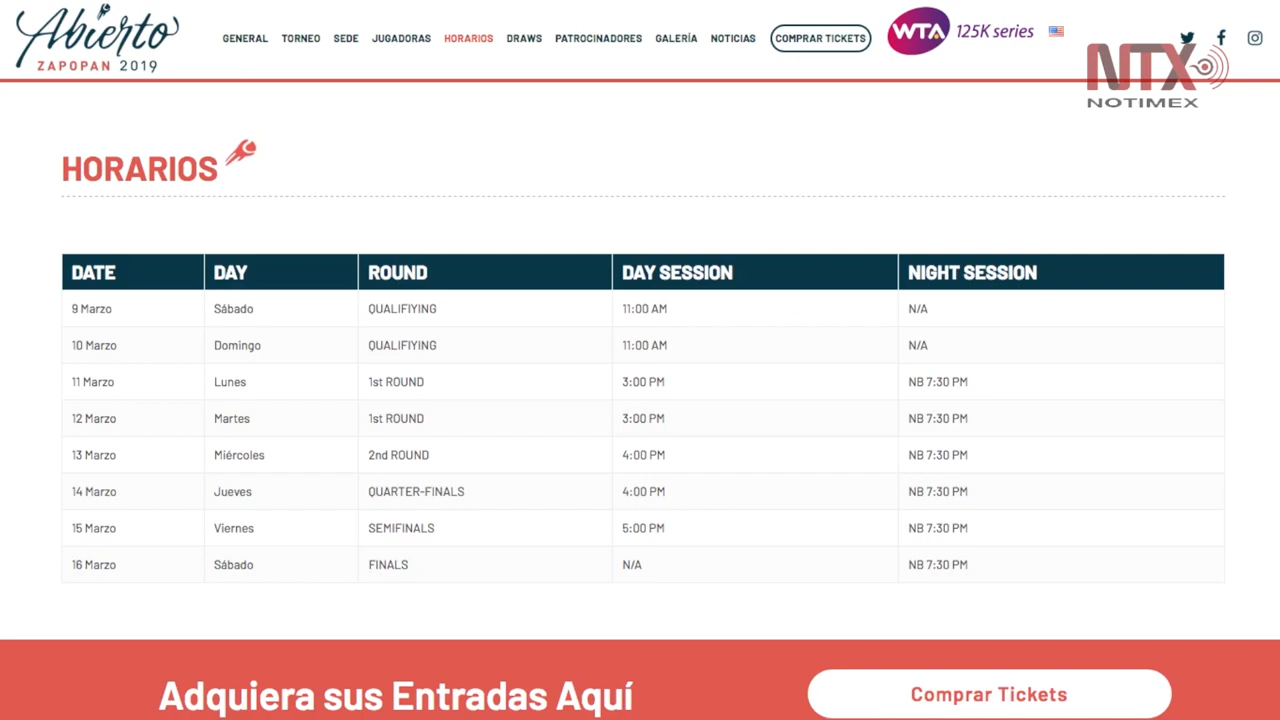 Abierto
ZAPOPAN 2019
GENERAL TORNEO SEDE JUGADORAS HORARIOS DRAWS PATROCINADORES GALERÍA NOTICIAS COMPRAR TICKETS
WTA 125K series
NTX
NOTIMEX
HORARIOS
DATE DAY ROUND DAY SESSION NIGHT SESSION
9 Marzo Sábado QUALIFIYING 11:00 AM N/A
10 Marzo Domingo QUALIFIYING 11:00 AM N/A
11 Marzo Lunes 1st ROUND 3:00 PM NB 7:30 PM
12 Marzo Martes 1st ROUND 3:00 PM NB 7:30 PM
13 Marzo Miércoles 2nd ROUND 4:00 PM NB 7:30 PM
14 Marzo Jueves QUARTER-FINALS 4:00 PM NB 7:30 PM
15 Marzo Viernes SEMIFINALS 5:00 PM NB 7:30 PM
16 Marzo Sábado FINALS N/A NB 7:30 PM
Adquiera sus Entradas Aquí Comprar Tickets